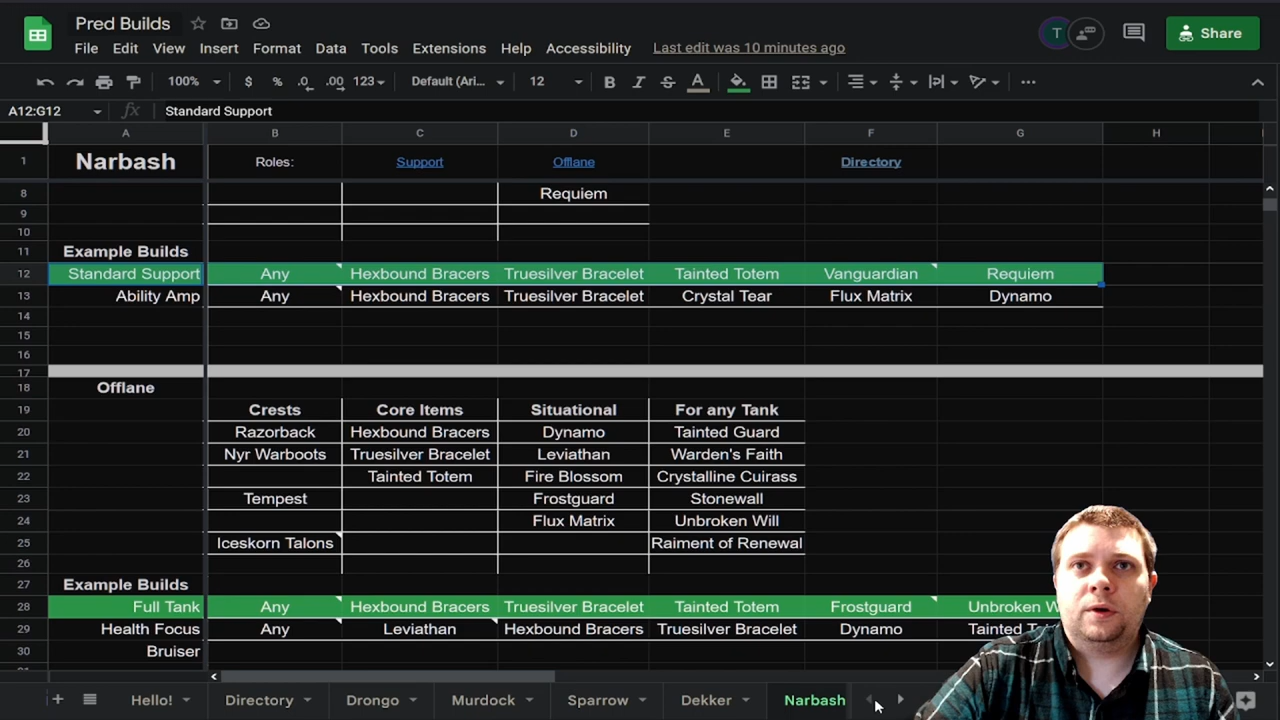 Pred Builds
File Edit View Insert Format Data Tools Extensions Help Accessibility Last edit was 10 minutes ago
T
Share
100% $ % .0 .00 123 Default (Ari... 12 B I S A
A12:G12 fx Standard Support
A B C D E F G H
1 Narbash Roles: Support Offlane Directory
8 Requiem
9
10
11 Example Builds
12 Standard Support Any Hexbound Bracers Truesilver Bracelet Tainted Totem Vanguardian Requiem
13 Ability Amp Any Hexbound Bracers Truesilver Bracelet Crystal Tear Flux Matrix Dynamo
14
15
16
17
18 Offlane
19 Crests Core Items Situational For any Tank
20 Razorback Hexbound Bracers Dynamo Tainted Guard
21 Nyr Warboots Truesilver Bracelet Leviathan Warden's Faith
22 Tainted Totem Fire Blossom Crystalline Cuirass
23 Tempest Frostguard Stonewall
24 Flux Matrix Unbroken Will
25 Iceskorn Talons Raiment of Renewal
26
27 Example Builds
28 Full Tank Any Hexbound Bracers Truesilver Bracelet Tainted Totem Frostguard Unbroken
29 Health Focus Any Leviathan Hexbound Bracers Truesilver Bracelet Dynamo Tainted
30 Bruiser
+ Hello! Directory Drongo Murdock Sparrow Dekker Narbash